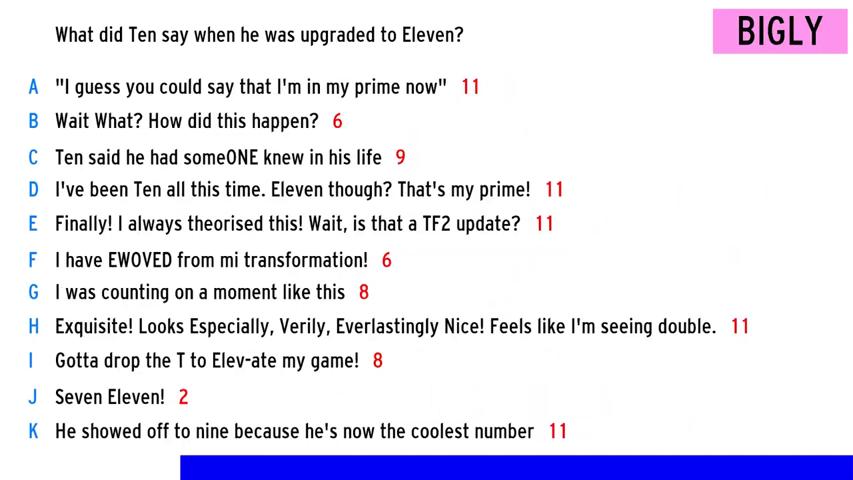 What did Ten say when he was upgraded to Eleven?
BIGLY
A "I guess you could say that I'm in my prime now" 11
B Wait What? How did this happen? 6
C Ten said he had someONE knew in his life 9
D I've been Ten all this time. Eleven though? That's my prime! 11
E Finally! I always theorised this! Wait, is that a TF2 update? 11
F I have EWOVED from mi transformation! 6
G I was counting on a moment like this 8
H Exquisite! Looks Especially, Verily, Everlastingly Nice! Feels like I'm seeing double. 11
I Gotta drop the T to Elev-ate my game! 8
J Seven Eleven! 2
K He showed off to nine because he's now the coolest number 11